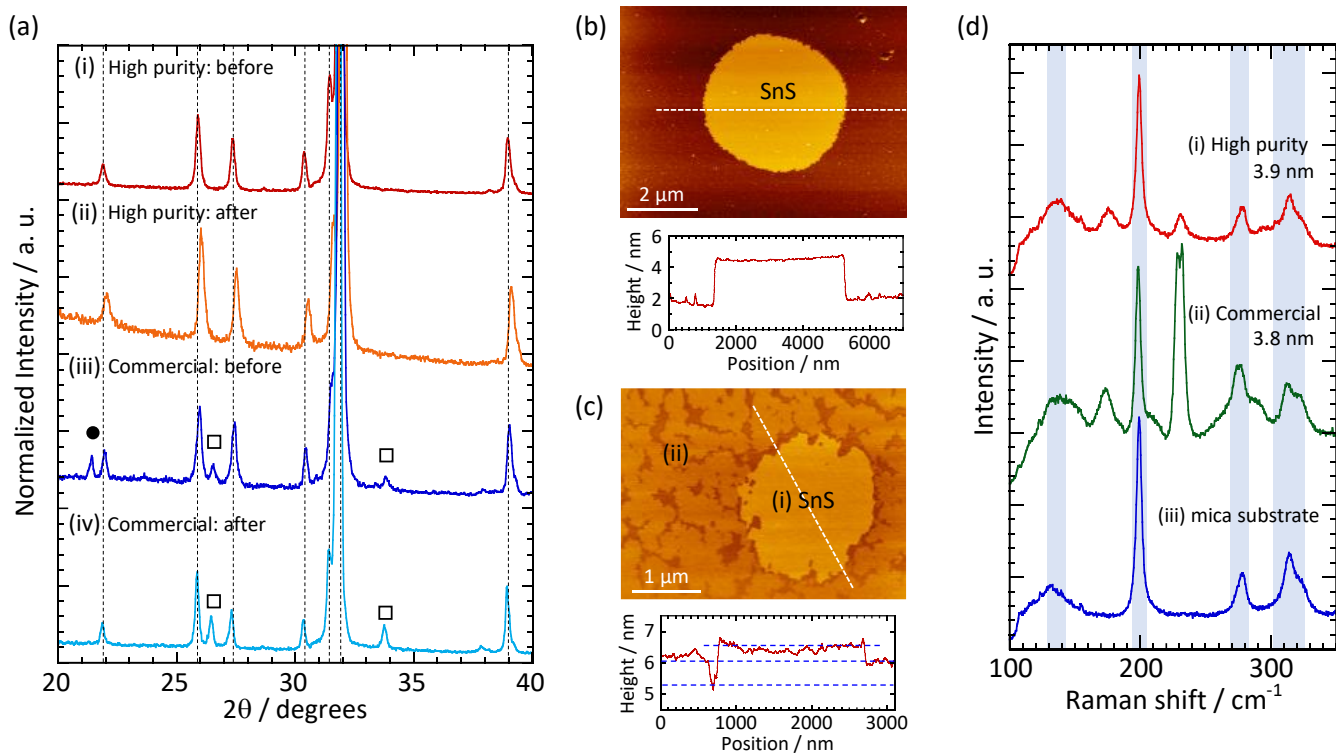 (a)
(i) High purity: before
(ii) High purity: after
(iii) Commercial: before
(iv) Commercial: after
Normalized Intensity / a. u.
20 25 30 35 40
2θ / degrees
(b)
SnS
2 μm
Height / nm
6
4
2
0
0 2000 4000 6000
Position / nm
(c)
(ii)
(i) SnS
1 μm
Height / nm
7
6
5
0 1000 2000 3000
Position / nm
(d)
(i) High purity
3.9 nm
(ii) Commercial
3.8 nm
(iii) mica substrate
Intensity / a. u.
100 200 300
Raman shift / cm⁻¹